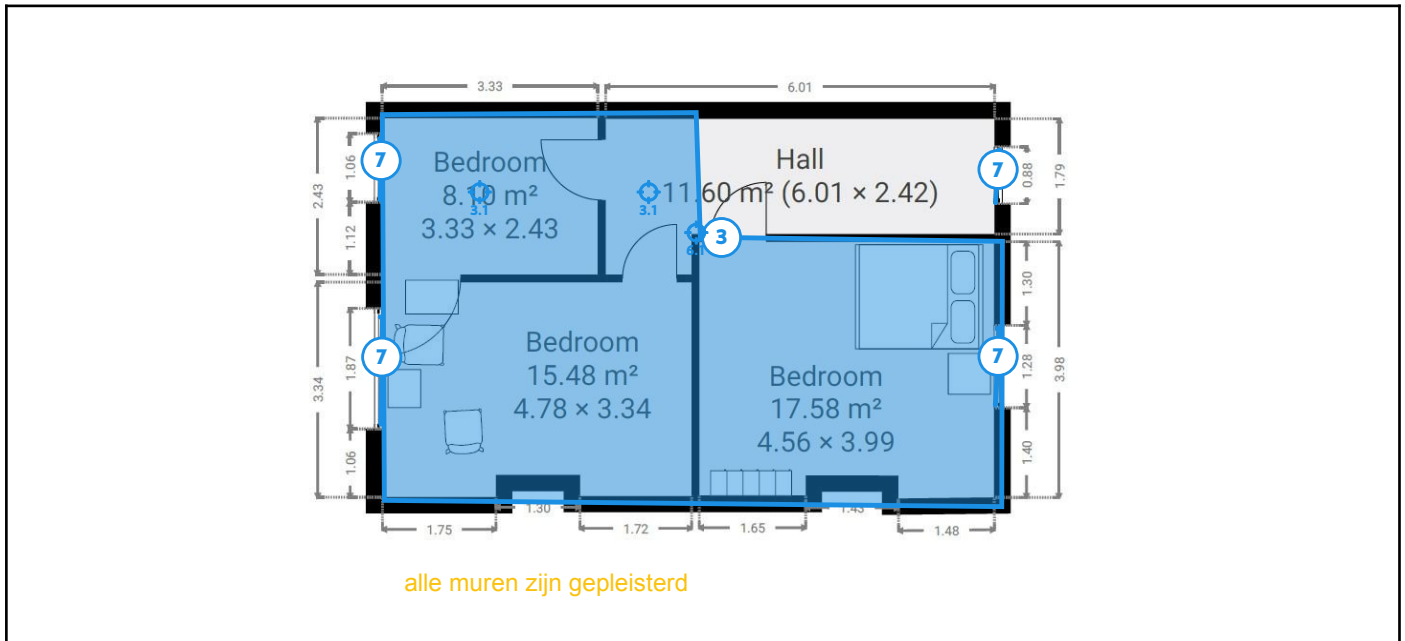 3.33
6.01
Bedroom
8.10 m²
3.33 × 2.43
Hall
11.60 m² (6.01 × 2.42)
3.1
3.1
6.1
3
7
7
7
7
2.43
1.06
1.12
3.34
1.87
1.06
0.88
1.79
1.30
1.28
3.98
1.40
Bedroom
15.48 m²
4.78 × 3.34
Bedroom
17.58 m²
4.56 × 3.99
1.75
1.30
1.72
1.65
1.43
1.48
alle muren zijn gepleisterd